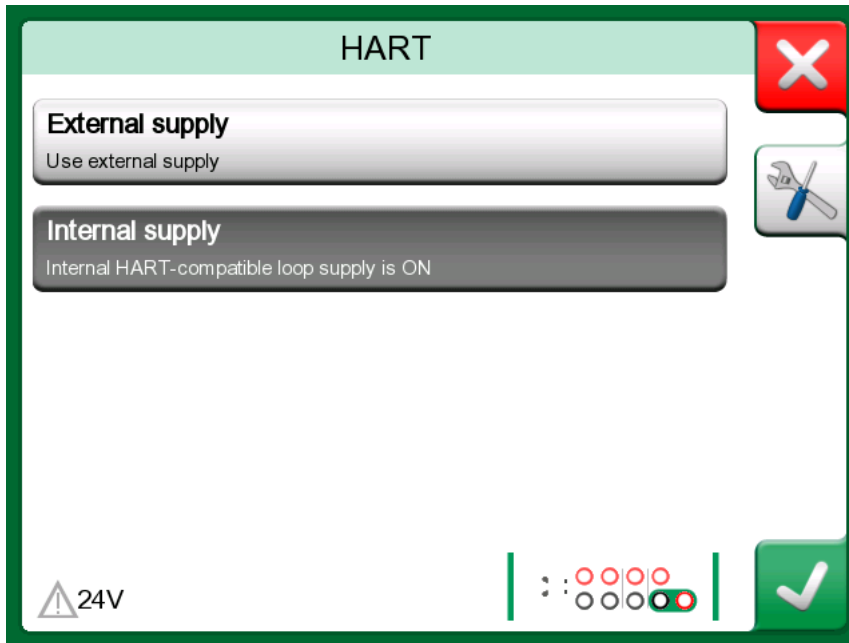 HART
External supply
Use external supply
Internal supply
Internal HART-compatible loop supply is ON
24V